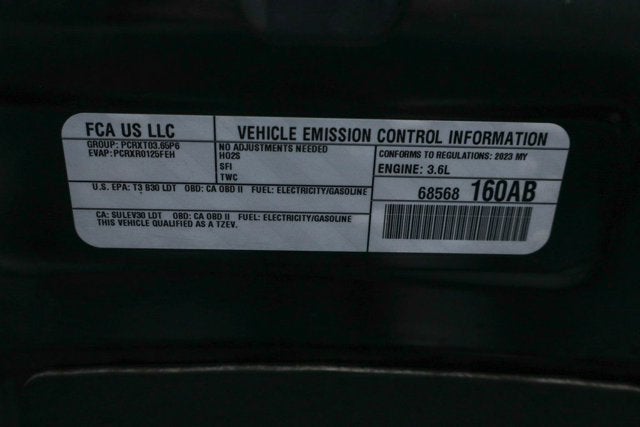 FCA US LLC
GROUP: PCRXT03.65P6
EVAP: PCRXR0125FEH
VEHICLE EMISSION CONTROL INFORMATION
NO ADJUSTMENTS NEEDED
HO2S
SFI
TWC
CONFORMS TO REGULATIONS: 2023 MY
ENGINE: 3.6L
U.S. EPA: T3 B30 LDT OBD: CA OBD II FUEL: ELECTRICITY/GASOLINE
68568 160AB
CA: SULEV30 LDT OBD: CA OBD II FUEL: ELECTRICITY/GASOLINE
THIS VEHICLE QUALIFIED AS A TZEV.